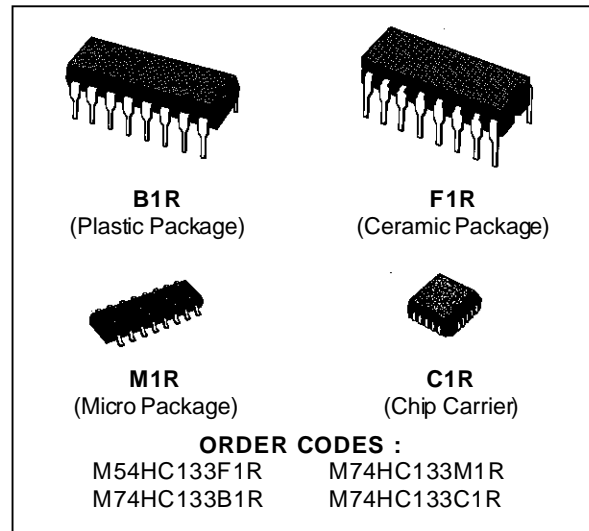 B1R
(Plastic Package)
F1R
(Ceramic Package)
M1R
(Micro Package)
C1R
(Chip Carrier)
ORDER CODES :
M54HC133F1R M74HC133M1R
M74HC133B1R M74HC133C1R